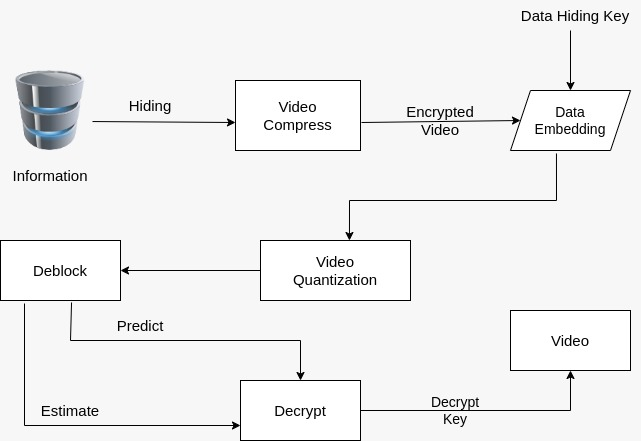 Data Hiding Key
Hiding
Video
Compress
Encrypted
Video
Data
Embedding
Information
Deblock
Video
Quantization
Predict
Video
Estimate
Decrypt
Decrypt
Key